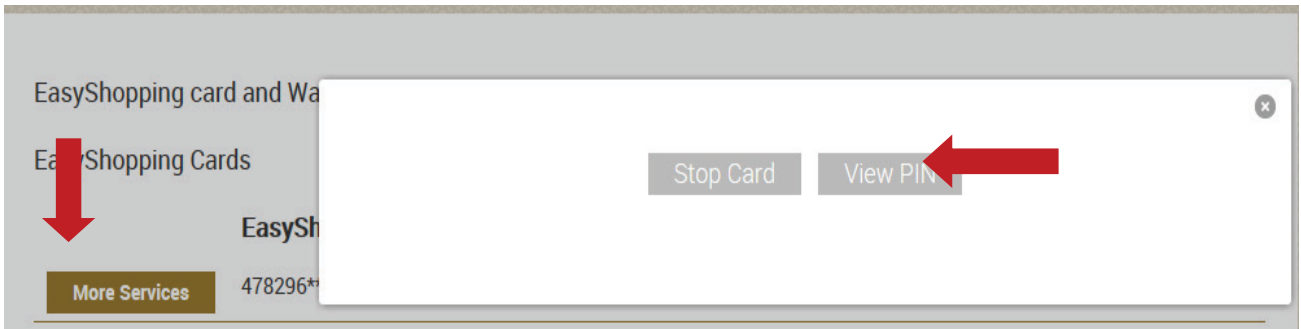 EasyShopping card and Wa
EasyShopping Cards
Stop Card View PIN
EasySh
More Services 478296**